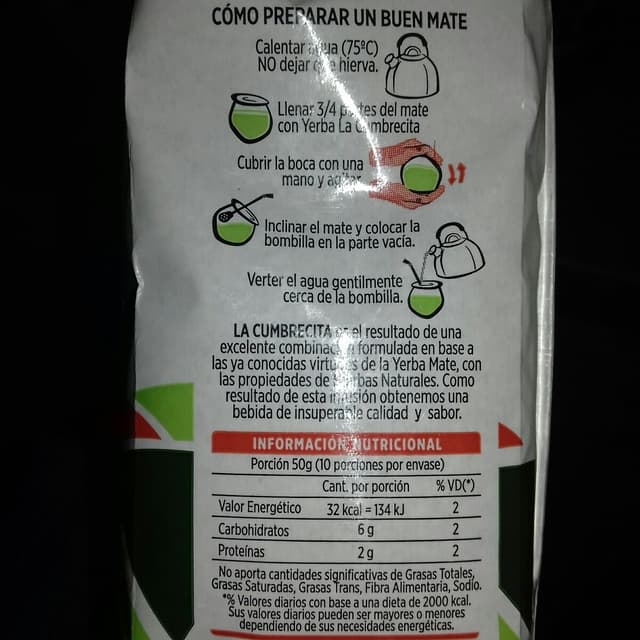 CÓMO PREPARAR UN BUEN MATE
Calentar agua (75ºC)
NO dejar que hierva.
Llenar 3/4 partes del mate
con Yerba La Cumbrecita
Cubrir la boca con una
mano y agitar
Inclinar el mate y colocar la
bombilla en la parte vacía.
Verter el agua gentilmente
cerca de la bombilla.
LA CUMBRECITA es el resultado de una
excelente combinación formulada en base a
las ya conocidas virtudes de la Yerba Mate, con
las propiedades de Hierbas Naturales. Como
resultado de esta infusión obtenemos una
bebida de insuperable calidad y sabor.
INFORMACIÓN NUTRICIONAL
Porción 50g (10 porciones por envase)
Cant. por porción % VD(*)
Valor Energético 32 kcal = 134 kJ 2
Carbohidratos 6 g 2
Proteínas 2 g 2
No aporta cantidades significativas de Grasas Totales,
Grasas Saturadas, Grasas Trans, Fibra Alimentaria, Sodio.
*% Valores diarios con base a una dieta de 2000 kcal.
Sus valores diarios pueden ser mayores o menores
dependiendo de sus necesidades energéticas.